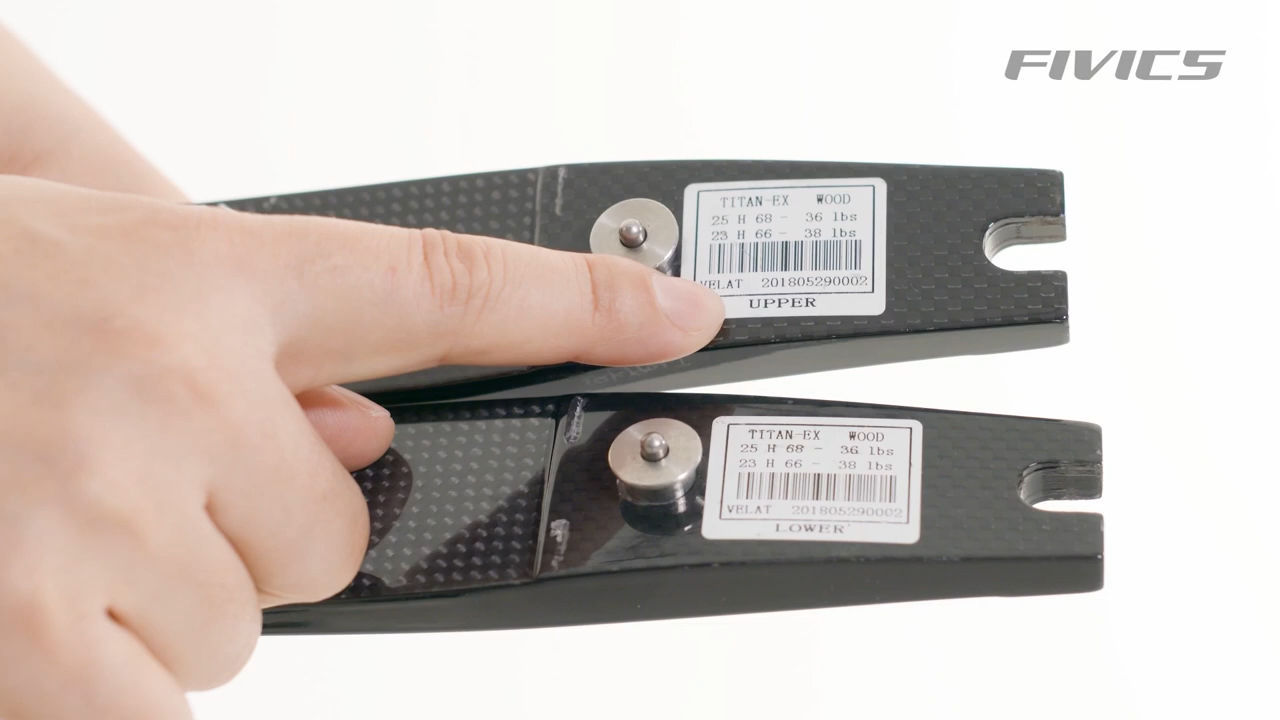 FIVICS
TITAN-EX WOOD
25 H 68 - 36 lbs
23 H 66 - 38 lbs
VELAT 201805290002
UPPER
TITAN-EX WOOD
25 H 68 - 36 lbs
23 H 66 - 38 lbs
VELAT 201805290002
LOWER